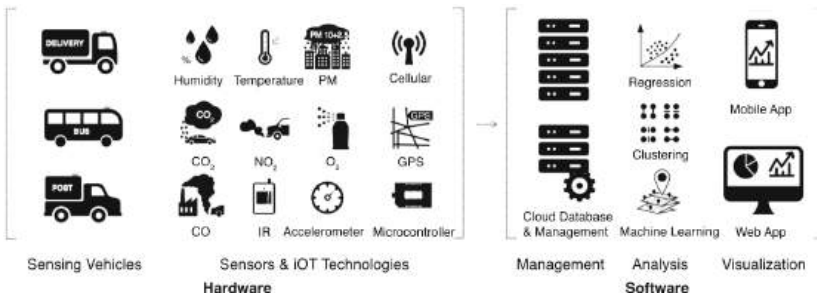 DELIVERY
BUS
POST
%
Humidity
Temperature
PM 10+2.5
PM
Cellular
CO₂
CO₂
NO₂
O₃
GPS
CO
IR
Accelerometer
Microcontroller
Regression
Clustering
Machine Learning
Cloud Database
& Management
Mobile App
Web App
Sensing Vehicles
Sensors & iOT Technologies
Management
Analysis
Visualization
Hardware
Software